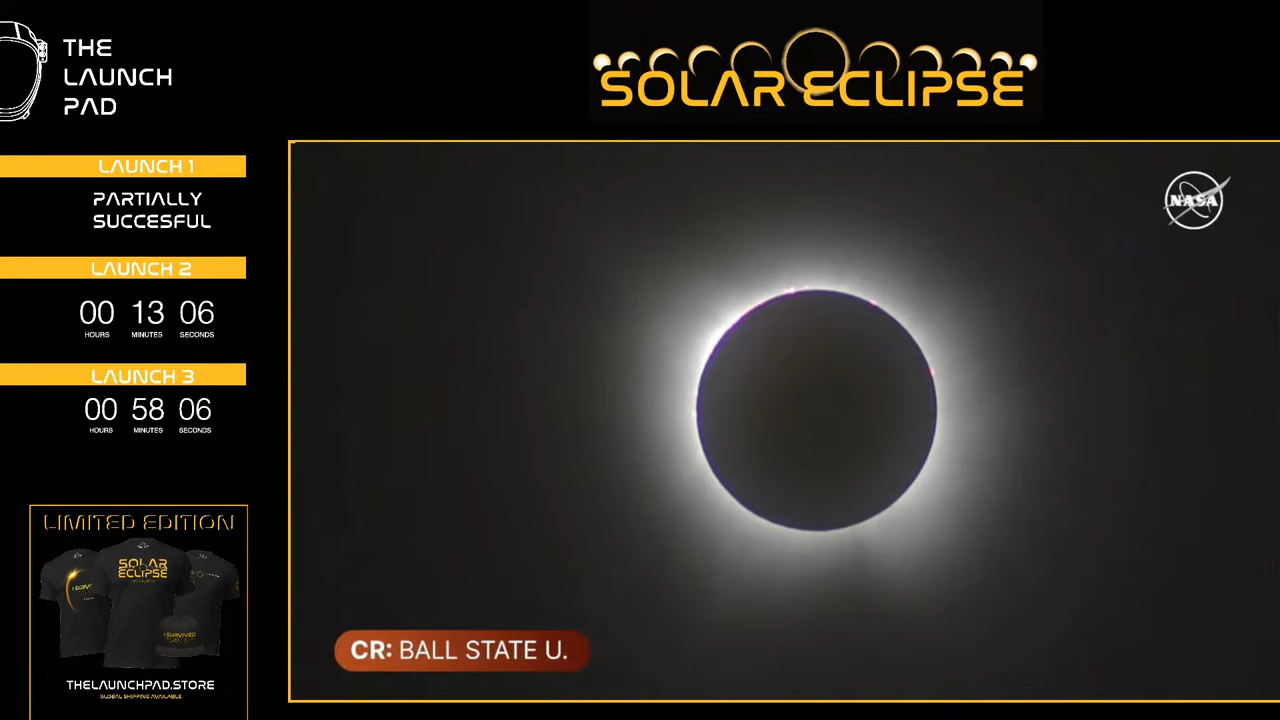 THE
LAUNCH
PAD
SOLAR ECLIPSE
LAUNCH 1
PARTIALLY
SUCCESFUL
LAUNCH 2
00 13 06
HOURS MINUTES SECONDS
LAUNCH 3
00 58 06
HOURS MINUTES SECONDS
LIMITED EDITION
SOLAR
ECLIPSE
I SURVIVED
THELAUNCHPAD.STORE
GLOBAL SHIPPING AVAILABLE
NASA
CR: BALL STATE U.